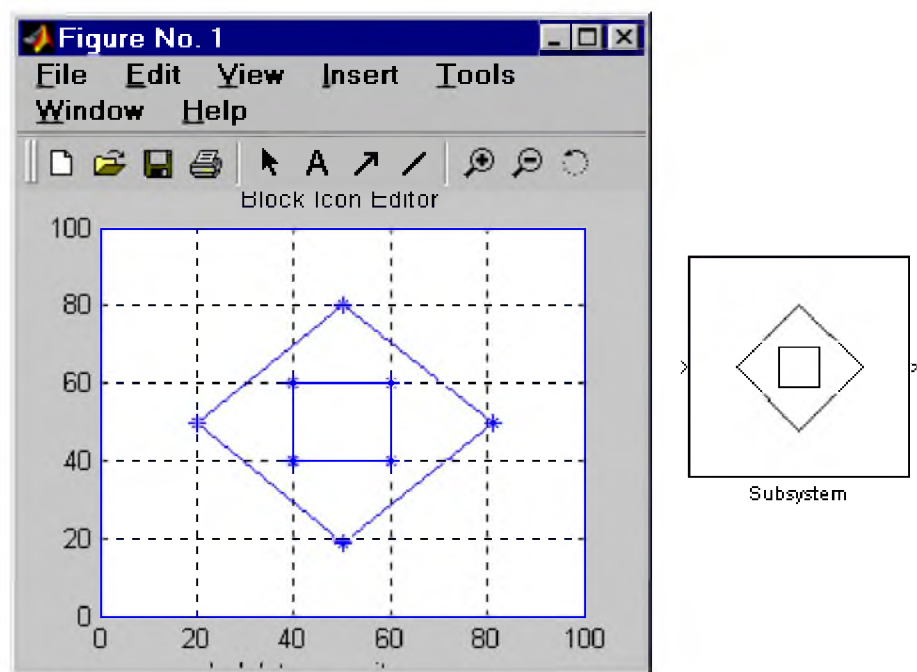 Figure No. 1
File Edit View Insert Tools
Window Help
A
Block Icon Editor
100
80
60
40
20
0
0 20 40 60 80 100
Subsystem